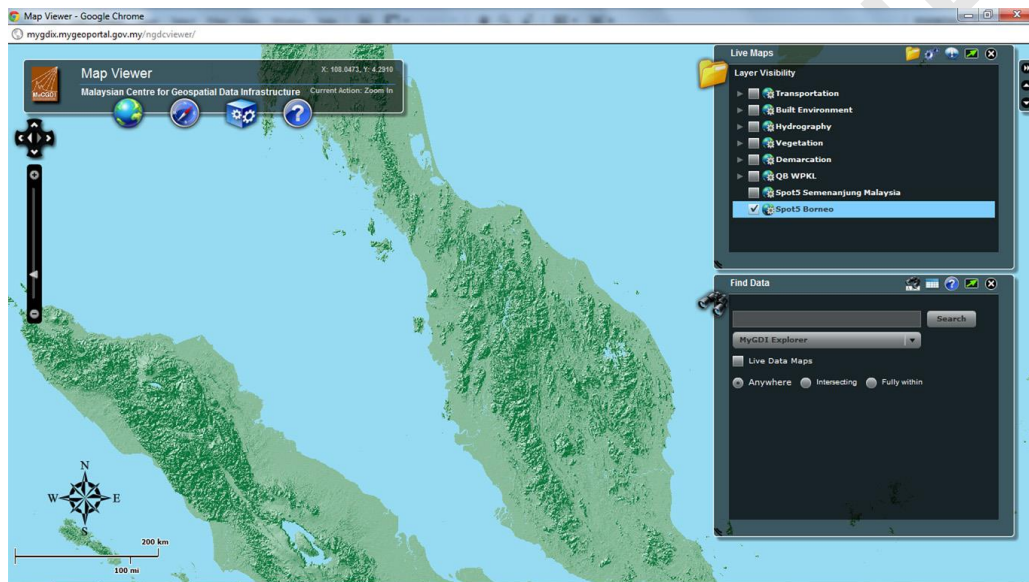 Map Viewer - Google Chrome
mygdix.mygeoportal.gov.my/ngdcviewer/
Map Viewer
X: 108.0473, Y: 4.2910
Malaysian Centre for Geospatial Data Infrastructure
Current Action: Zoom In
MyGDI
Live Maps
Layer Visibility
Transportation
Built Environment
Hydrography
Vegetation
Demarcation
QB WPKL
Spot5 Semenanjung Malaysia
Spot5 Borneo
Find Data
Search
MyGDI Explorer
Live Data Maps
Anywhere
Intersecting
Fully within
N
W
E
S
200 km
100 mi